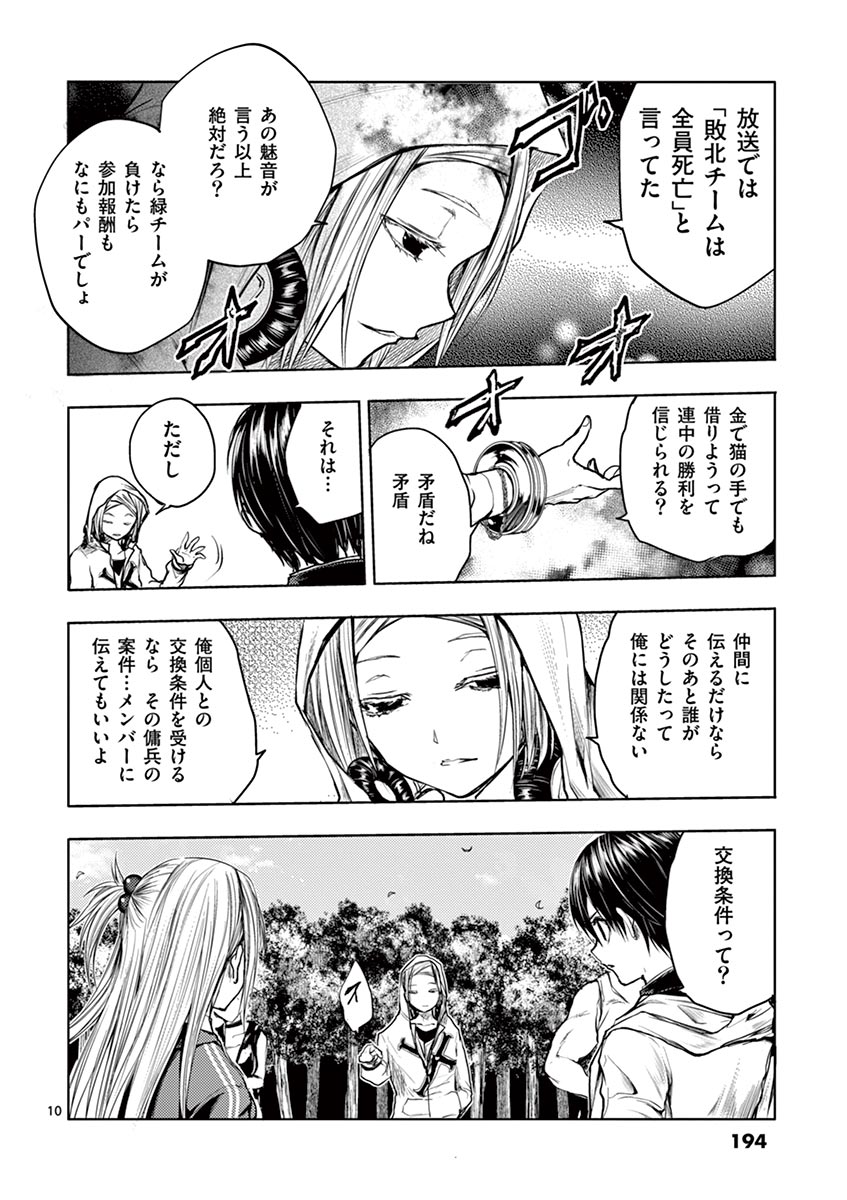 放送では
「敗北チームは
全員死亡」と
言ってた
ゴゴ
あの魅音が
言う以上
絶対だろ？
なら緑チームが
負けたら
参加報酬も
なにもパーでしょ
オオオ
金で猫の手でも
借りようって
連中の勝利を
信じられる？
矛盾だね
矛盾
それは…
ただし
仲間に
伝えるだけなら
そのあと誰が
どうしたって
俺には関係ない
俺個人との
交換条件を受ける
なら その傭兵の
案件…メンバーに
伝えてもいいよ
交換条件って？
10
194